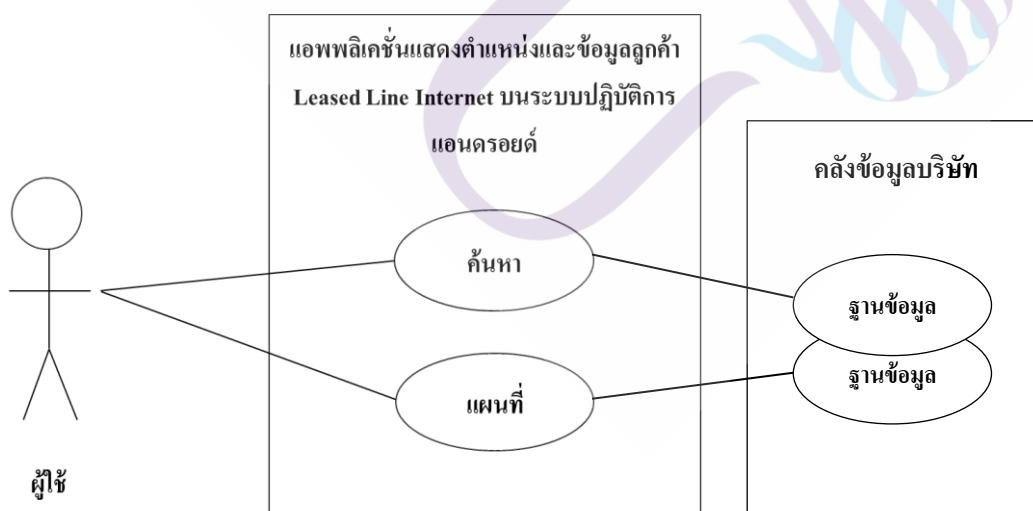 แอพพลิเคชั่นแสดงตำแหน่งและข้อมูลลูกค้า
Leased Line Internet บนระบบปฏิบัติการ
แอนดรอยด์
คลังข้อมูลบริษัท
ค้นหา
ฐานข้อมูล
ฐานข้อมูล
แผนที่
ผู้ใช้